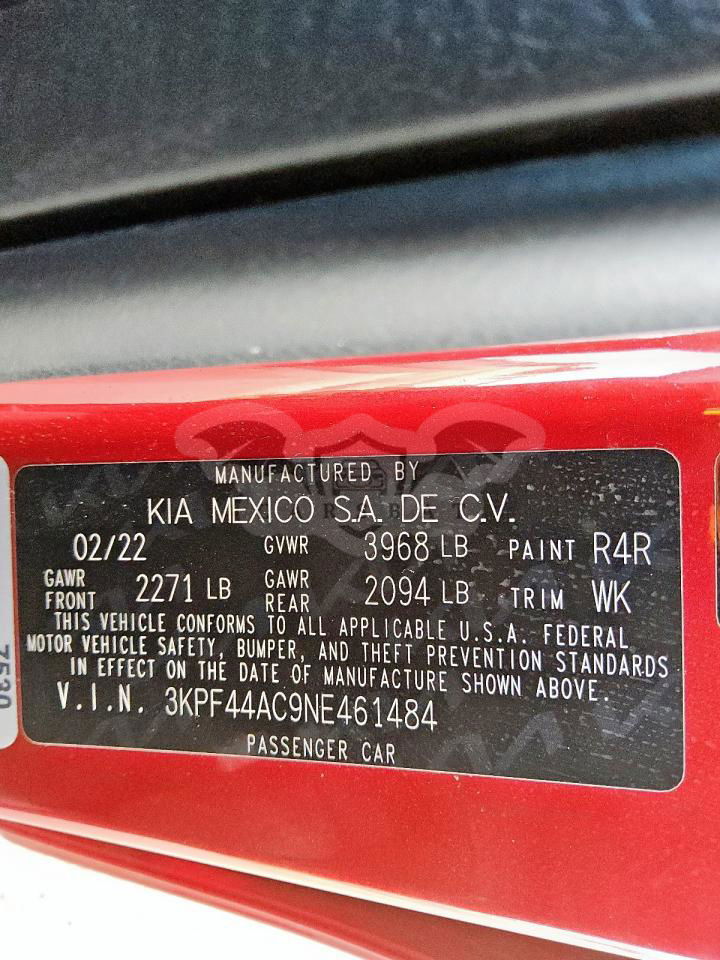 MANUFACTURED BY
KIA MEXICO S.A. DE C.V.
02/22 GVWR 3968 LB PAINT R4R
GAWR FRONT 2271 LB GAWR REAR 2094 LB TRIM WK
THIS VEHICLE CONFORMS TO ALL APPLICABLE U.S.A. FEDERAL
MOTOR VEHICLE SAFETY, BUMPER, AND THEFT PREVENTION STANDARDS
IN EFFECT ON THE DATE OF MANUFACTURE SHOWN ABOVE.
V.I.N. 3KPF44AC9NE461484
PASSENGER CAR
7530